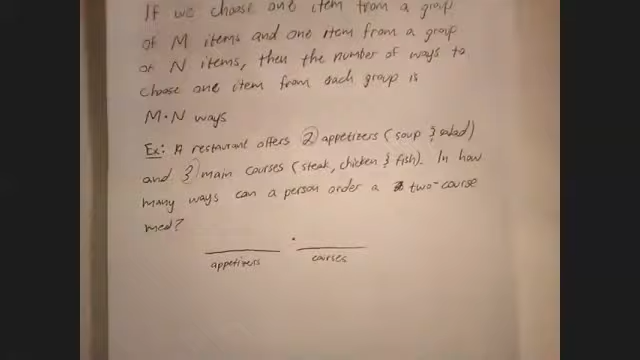 If we choose one item from a group
of M items and one item from a group
of N items, then the number of ways to
choose one item from each group is
M·N ways
Ex: A restaurant offers 2 appetizers (soup & salad)
and 3 main courses (steak, chicken & fish). In how
many ways can a person order a two-course
meal?
____ · ____
appetizers courses